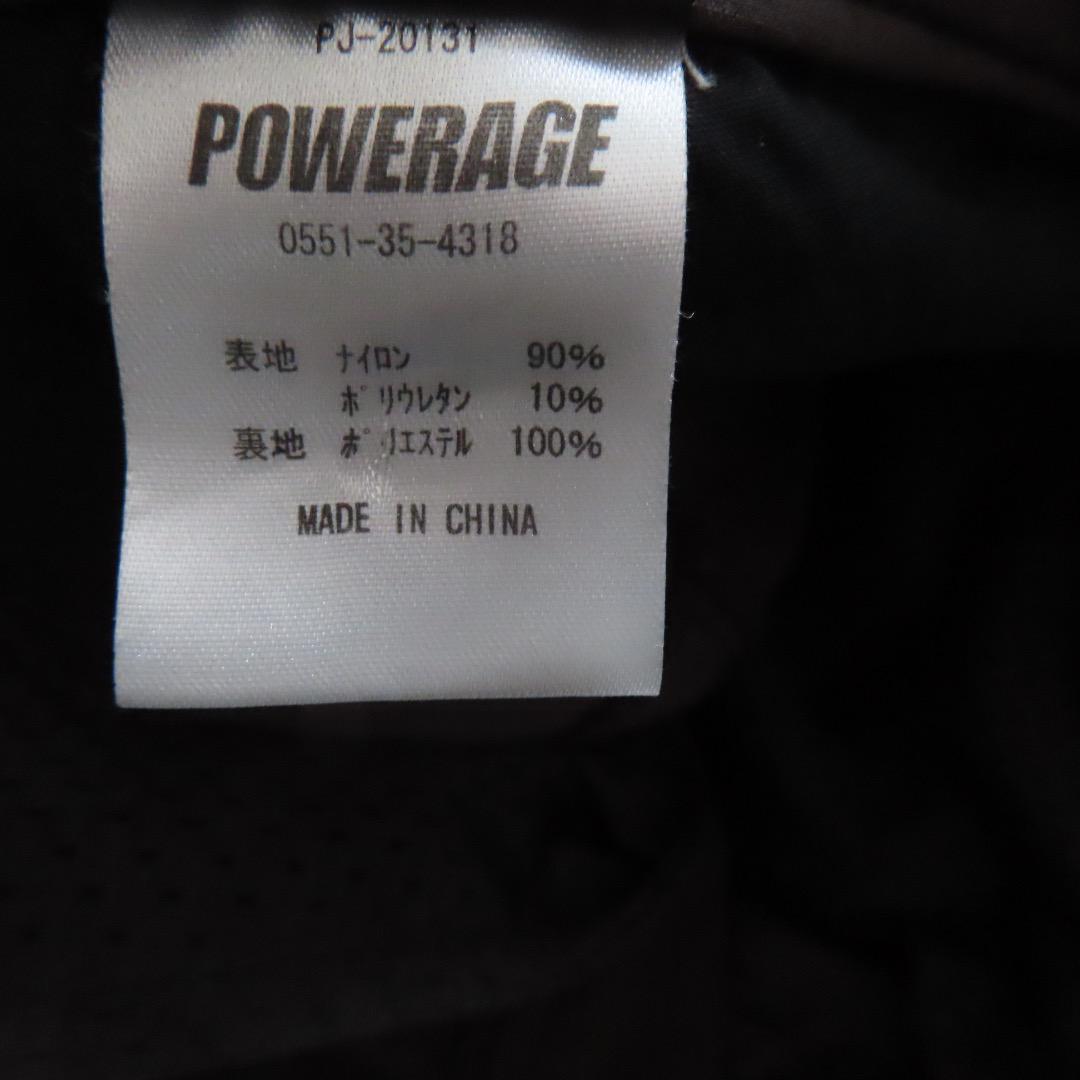 PJ-20131
POWERAGE
0551-35-4318
表地 ナイロン 90%
ポリウレタン 10%
裏地 ポリエステル 100%
MADE IN CHINA